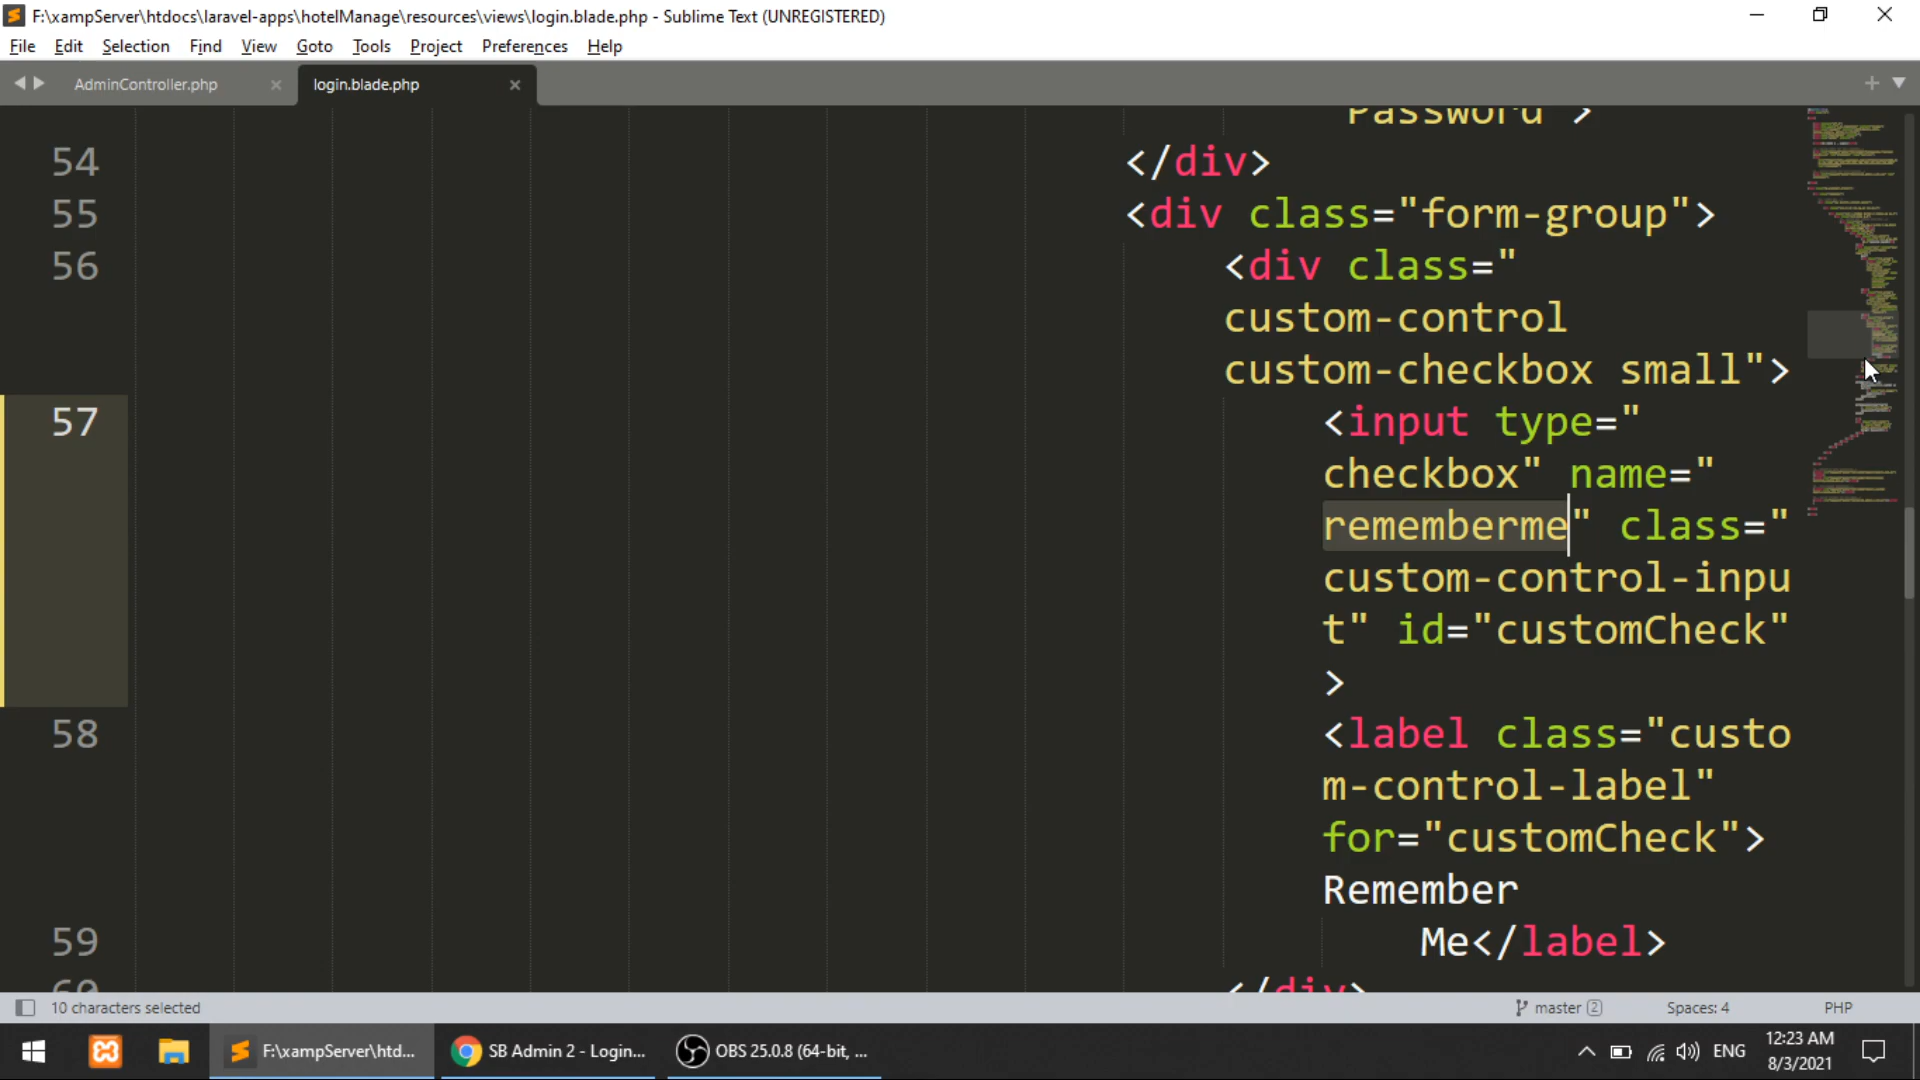 F:\xampServer\htdocs\laravel-apps\hotelManage\resources\views\login.blade.php - Sublime Text (UNREGISTERED)
File Edit Selection Find View Goto Tools Project Preferences Help
AdminController.php × login.blade.php ×
Password">
54 </div>
55 <div class="form-group">
56 <div class="
custom-control
custom-checkbox small">
57 <input type="
checkbox" name="
rememberme" class="
custom-control-inpu
t" id="customCheck"
>
58 <label class="custo
m-control-label"
for="customCheck">
Remember
59 Me</label>
60 </div>
10 characters selected master 2 Spaces: 4 PHP
F:\xampServer\htd... SB Admin 2 - Login... OBS 25.0.8 (64-bit, ... ENG 12:23 AM
8/3/2021